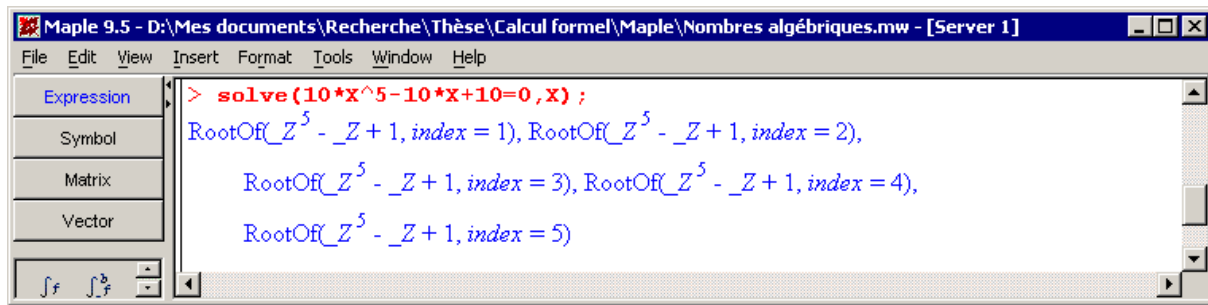 Maple 9.5 - D:\Mes documents\Recherche\Thèse\Calcul formel\Maple\Nombres algébriques.mw - [Server 1]
File Edit View Insert Format Tools Window Help
Expression
Symbol
Matrix
Vector
∫f ∫ᵇf
> solve(10*X^5-10*X+10=0,X);
RootOf(_Z^5 - _Z + 1, index = 1), RootOf(_Z^5 - _Z + 1, index = 2),
RootOf(_Z^5 - _Z + 1, index = 3), RootOf(_Z^5 - _Z + 1, index = 4),
RootOf(_Z^5 - _Z + 1, index = 5)